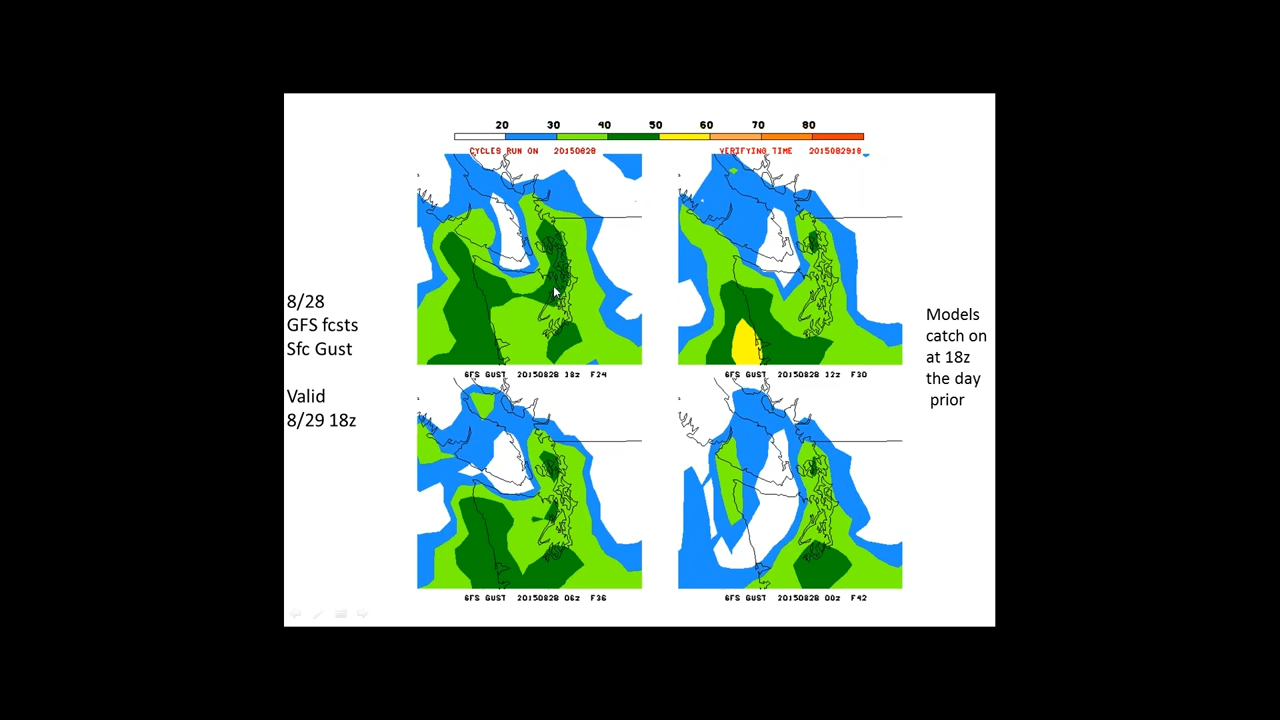 20 30 40 50 60 70 80
CYCLES RUN ON 20150828 VERIFYING TIME 2015082918
8/28
GFS fcsts
Sfc Gust
Valid
8/29 18z
GFS GUST 20150828 18z F24
GFS GUST 20150828 12z F30
GFS GUST 20150828 06z F36
GFS GUST 20150828 00z F42
Models
catch on
at 18z
the day
prior